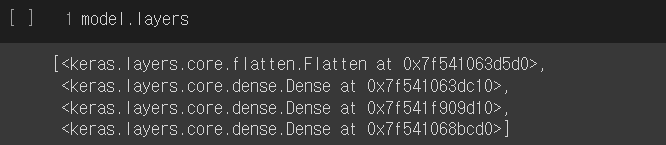 [ ] 1 model.layers
[<keras.layers.core.flatten.Flatten at 0x7f541063d5d0>,
<keras.layers.core.dense.Dense at 0x7f541063dc10>,
<keras.layers.core.dense.Dense at 0x7f541f909d10>,
<keras.layers.core.dense.Dense at 0x7f541068bcd0>]